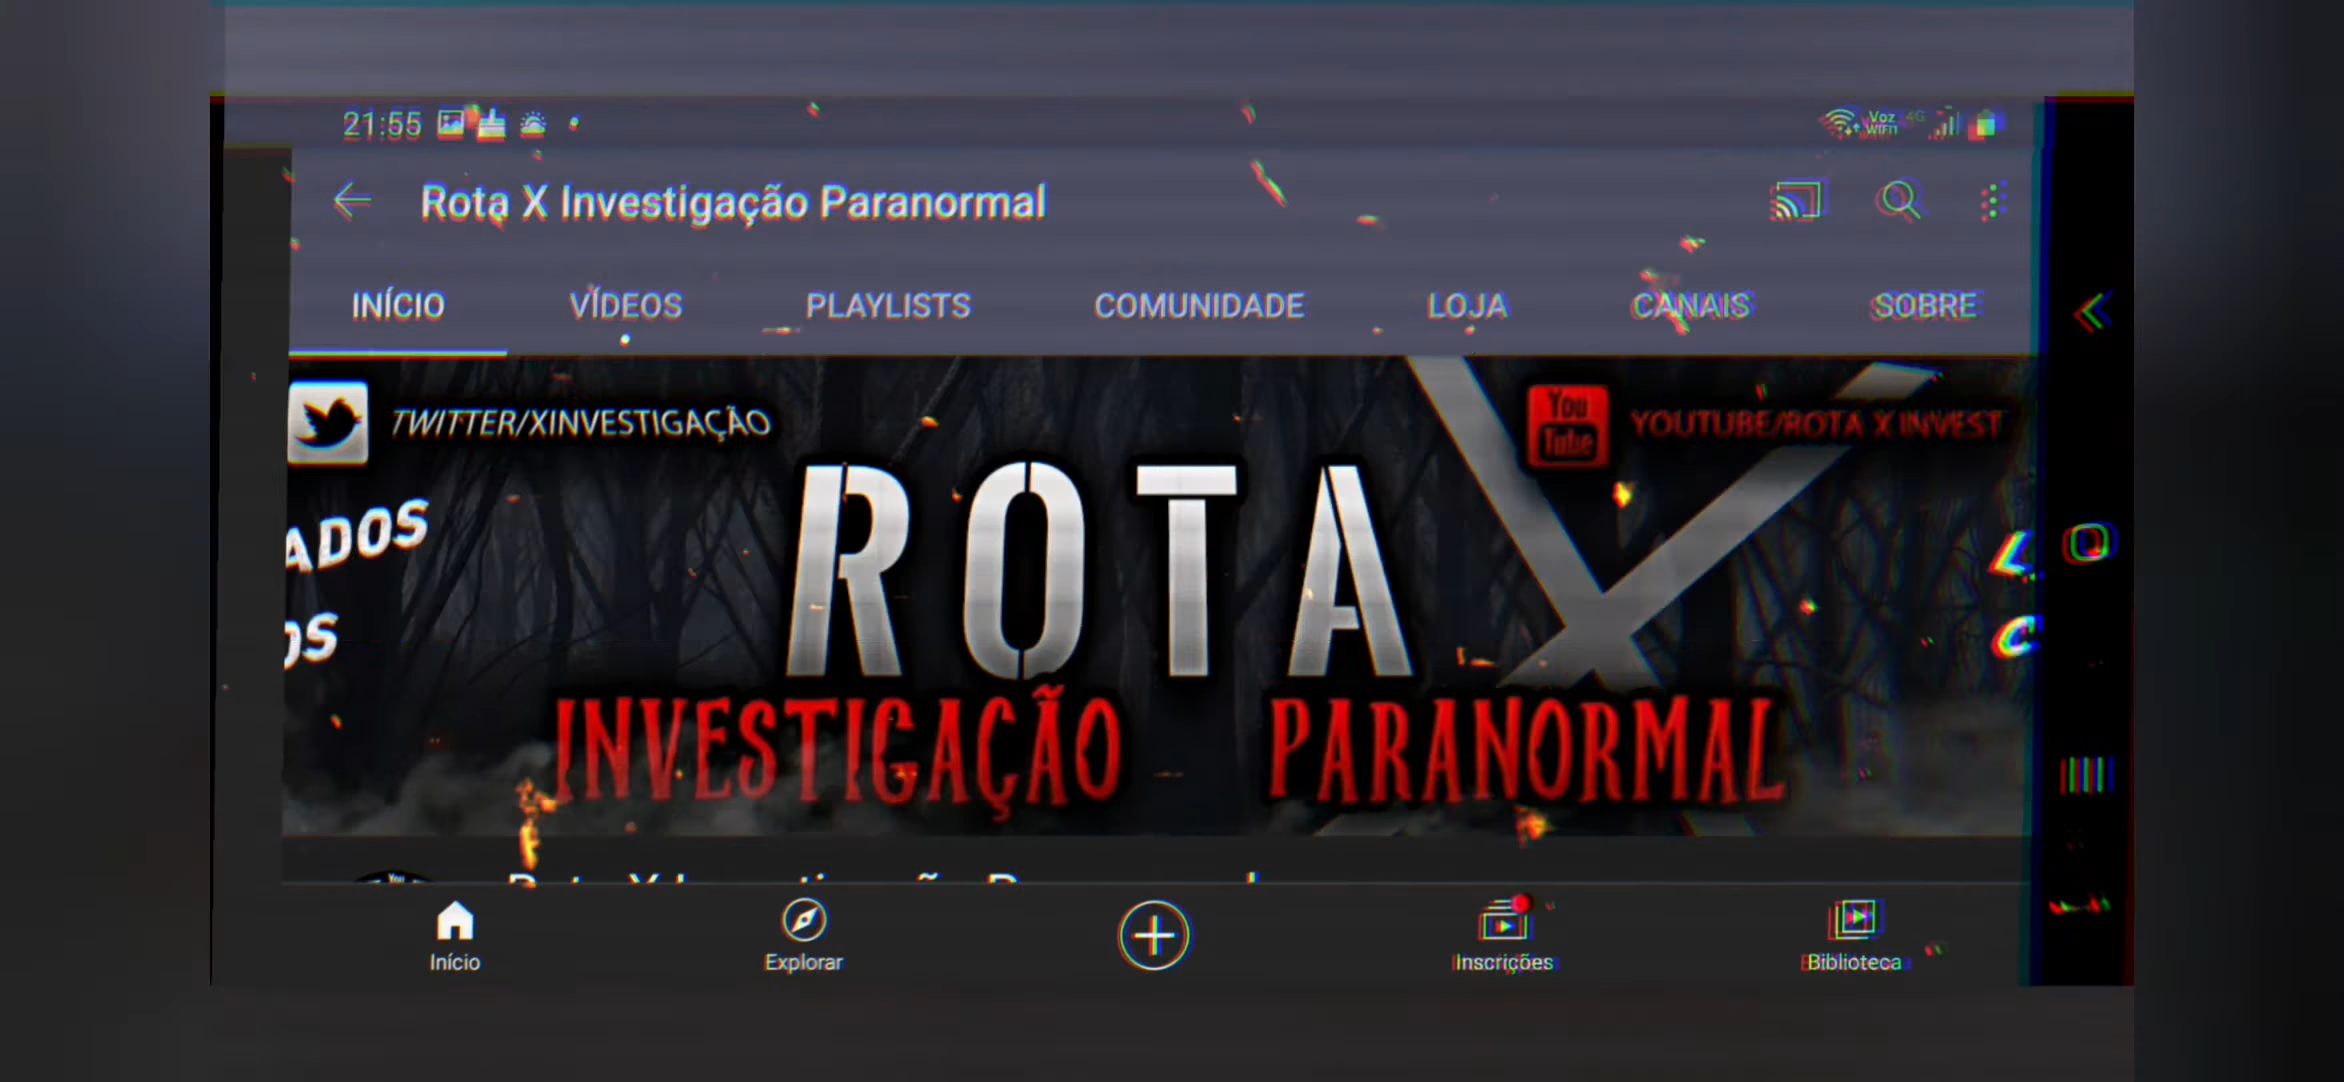 21:55
Voz WIFI 4G
Rota X Investigação Paranormal
INÍCIO VÍDEOS PLAYLISTS COMUNIDADE LOJA CANAIS SOBRE
TWITTER/XINVESTIGAÇÃO
You Tube
YOUTUBE/ROTA X INVEST
ADOS
OS
ROTA X
INVESTIGAÇÃO PARANORMAL
Início Explorar Inscrições Biblioteca